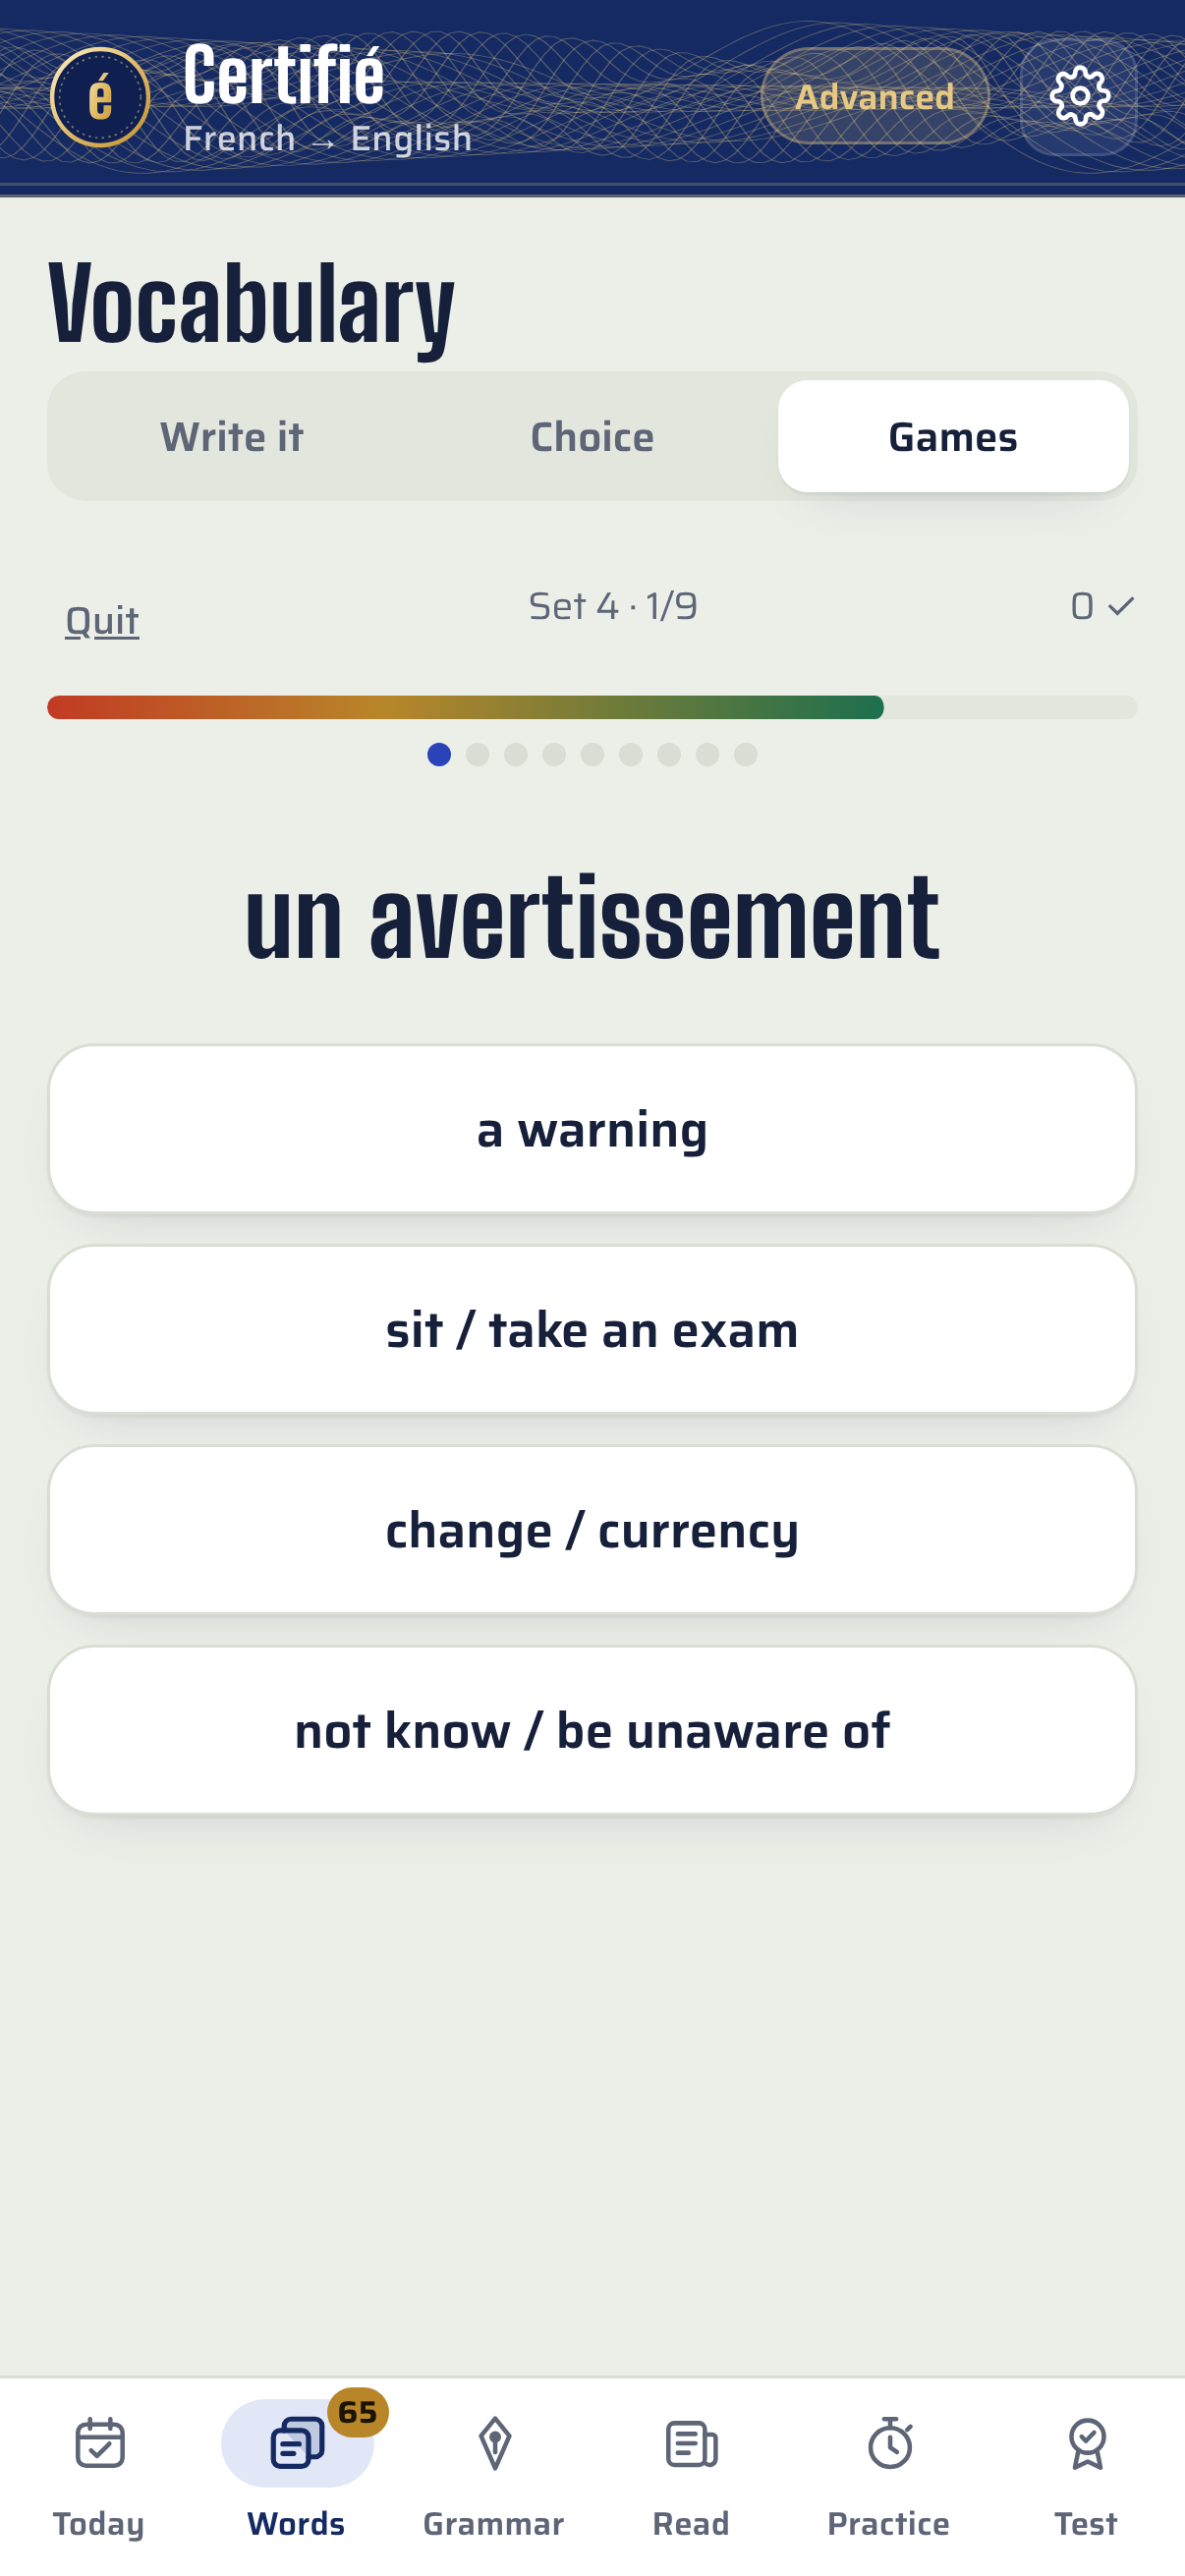 é
Certifié
French → English
Advanced
Vocabulary
Write it
Choice
Games
Quit
Set 4 · 1/9
0 ✓
un avertissement
a warning
sit / take an exam
change / currency
not know / be unaware of
65
Today
Words
Grammar
Read
Practice
Test